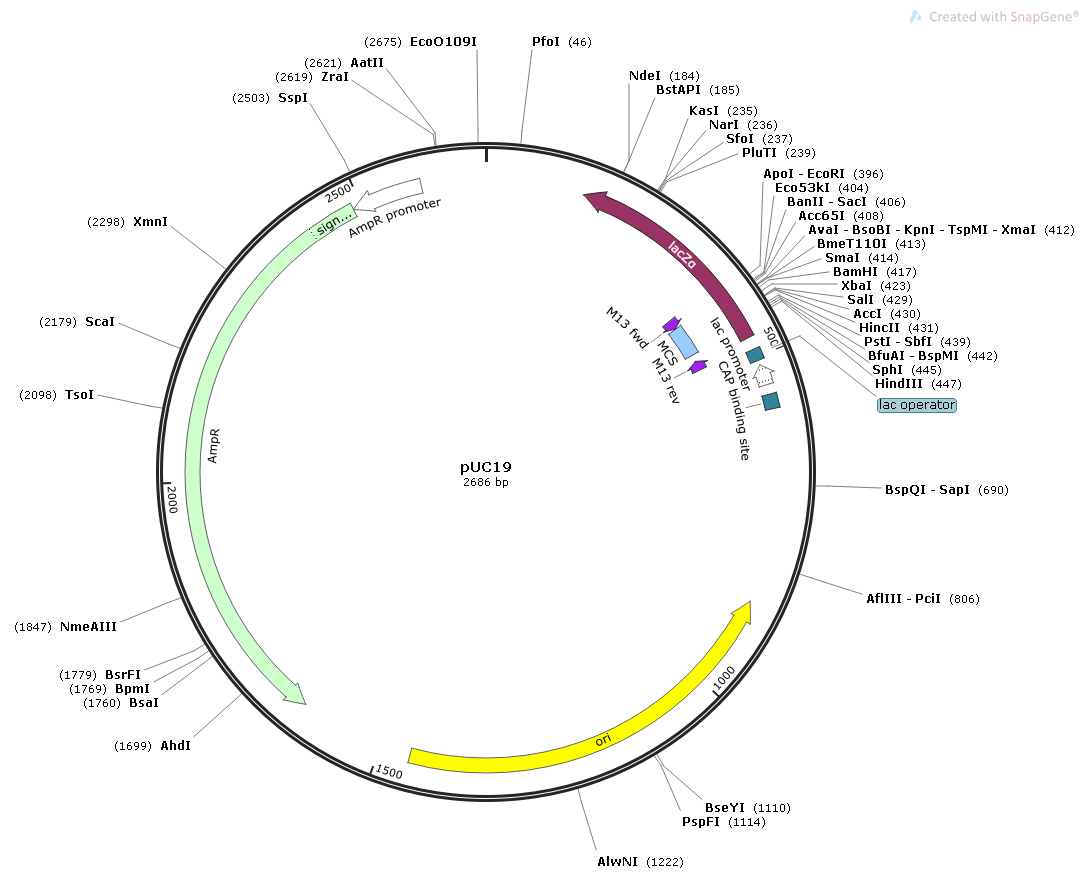 Created with SnapGene®
(2675) EcoO109I
PfoI (46)
(2621) AatII
(2619) ZraI
(2503) SspI
NdeI (184)
BstAPI (185)
KasI (235)
NarI (236)
SfoI (237)
PluTI (239)
ApoI - EcoRI (396)
Eco53kI (404)
BanII - SacI (406)
Acc65I (408)
AvaI - BsoBI - KpnI - TspMI - XmaI (412)
BmeT110I (413)
SmaI (414)
BamHI (417)
XbaI (423)
SalI (429)
AccI (430)
HincII (431)
PstI - SbfI (439)
BfuAI - BspMI (442)
SphI (445)
HindIII (447)
lac operator
BspQI - SapI (690)
AflIII - PciI (806)
BseYI (1110)
PspFI (1114)
AlwNI (1222)
(1699) AhdI
(1760) BsaI
(1769) BpmI
(1779) BsrFI
(1847) NmeAIII
(2098) TsoI
(2179) ScaI
(2298) XmnI
2500
sign...
AmpR promoter
lacZα
500
M13 fwd
MCS
M13 rev
lac promoter
CAP binding site
AmpR
pUC19
2686 bp
2000
1000
ori
1500